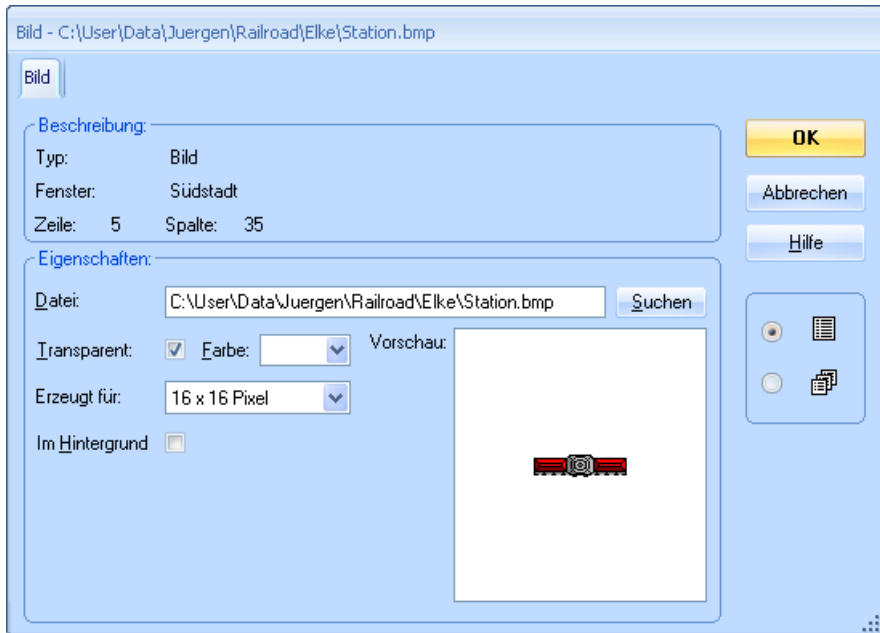 Bild - C:\User\Data\Juergen\Railroad\Elke\Station.bmp
Bild
Beschreibung:
Typ: Bild
Fenster: Südstadt
Zeile: 5 Spalte: 35
Eigenschaften:
Datei: C:\User\Data\Juergen\Railroad\Elke\Station.bmp Suchen
Transparent: Farbe: Vorschau:
Erzeugt für: 16 x 16 Pixel
Im Hintergrund
OK
Abbrechen
Hilfe